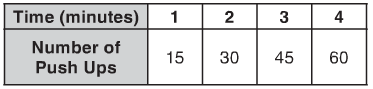 Time (minutes) 1 2 3 4
Number of
Push Ups 15 30 45 60